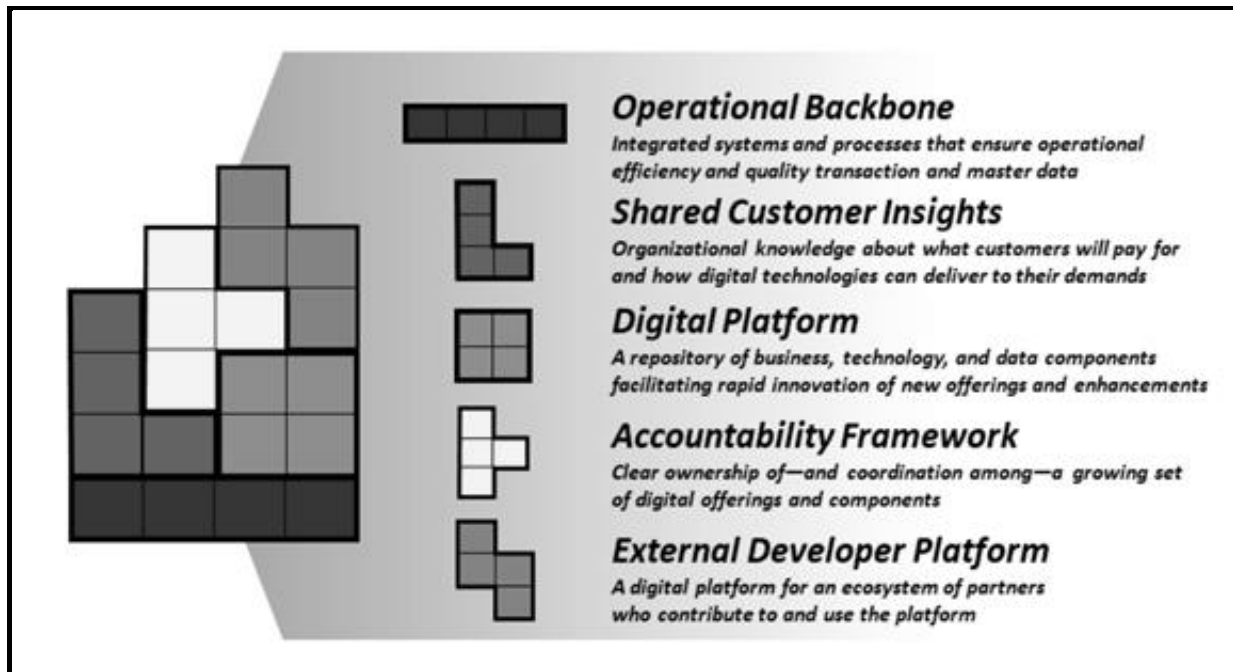 Operational Backbone
Integrated systems and processes that ensure operational
efficiency and quality transaction and master data
Shared Customer Insights
Organizational knowledge about what customers will pay for
and how digital technologies can deliver to their demands
Digital Platform
A repository of business, technology, and data components
facilitating rapid innovation of new offerings and enhancements
Accountability Framework
Clear ownership of—and coordination among—a growing set
of digital offerings and components
External Developer Platform
A digital platform for an ecosystem of partners
who contribute to and use the platform